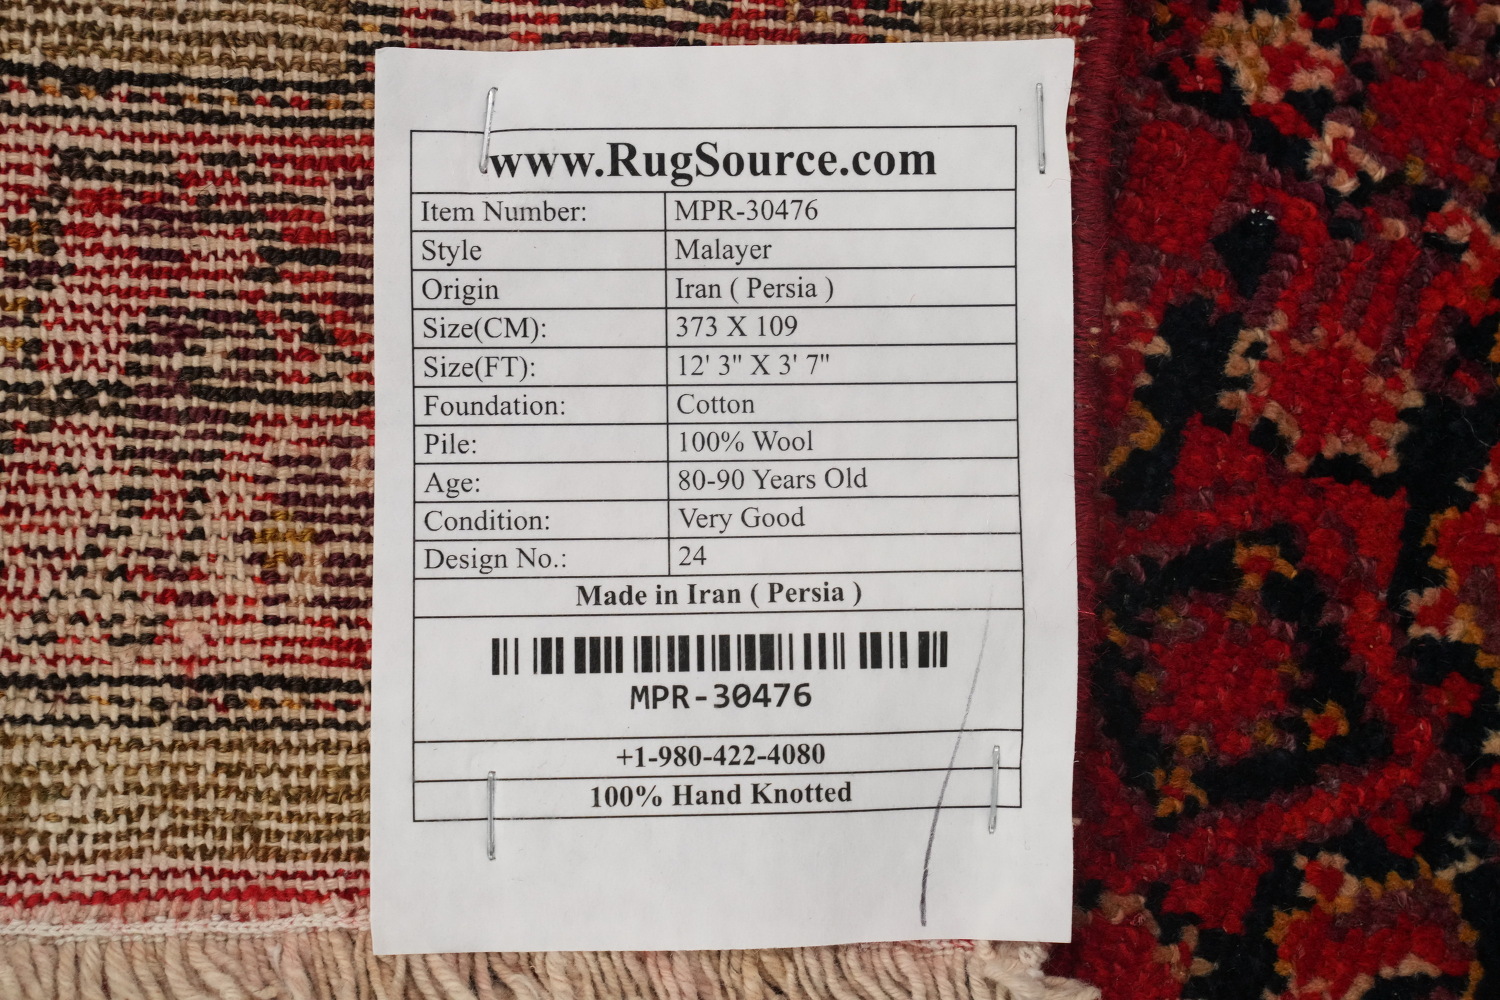 www.RugSource.com
Item Number: MPR-30476
Style Malayer
Origin Iran ( Persia )
Size(CM): 373 X 109
Size(FT): 12' 3" X 3' 7"
Foundation: Cotton
Pile: 100% Wool
Age: 80-90 Years Old
Condition: Very Good
Design No.: 24
Made in Iran ( Persia )
MPR-30476
+1-980-422-4080
100% Hand Knotted